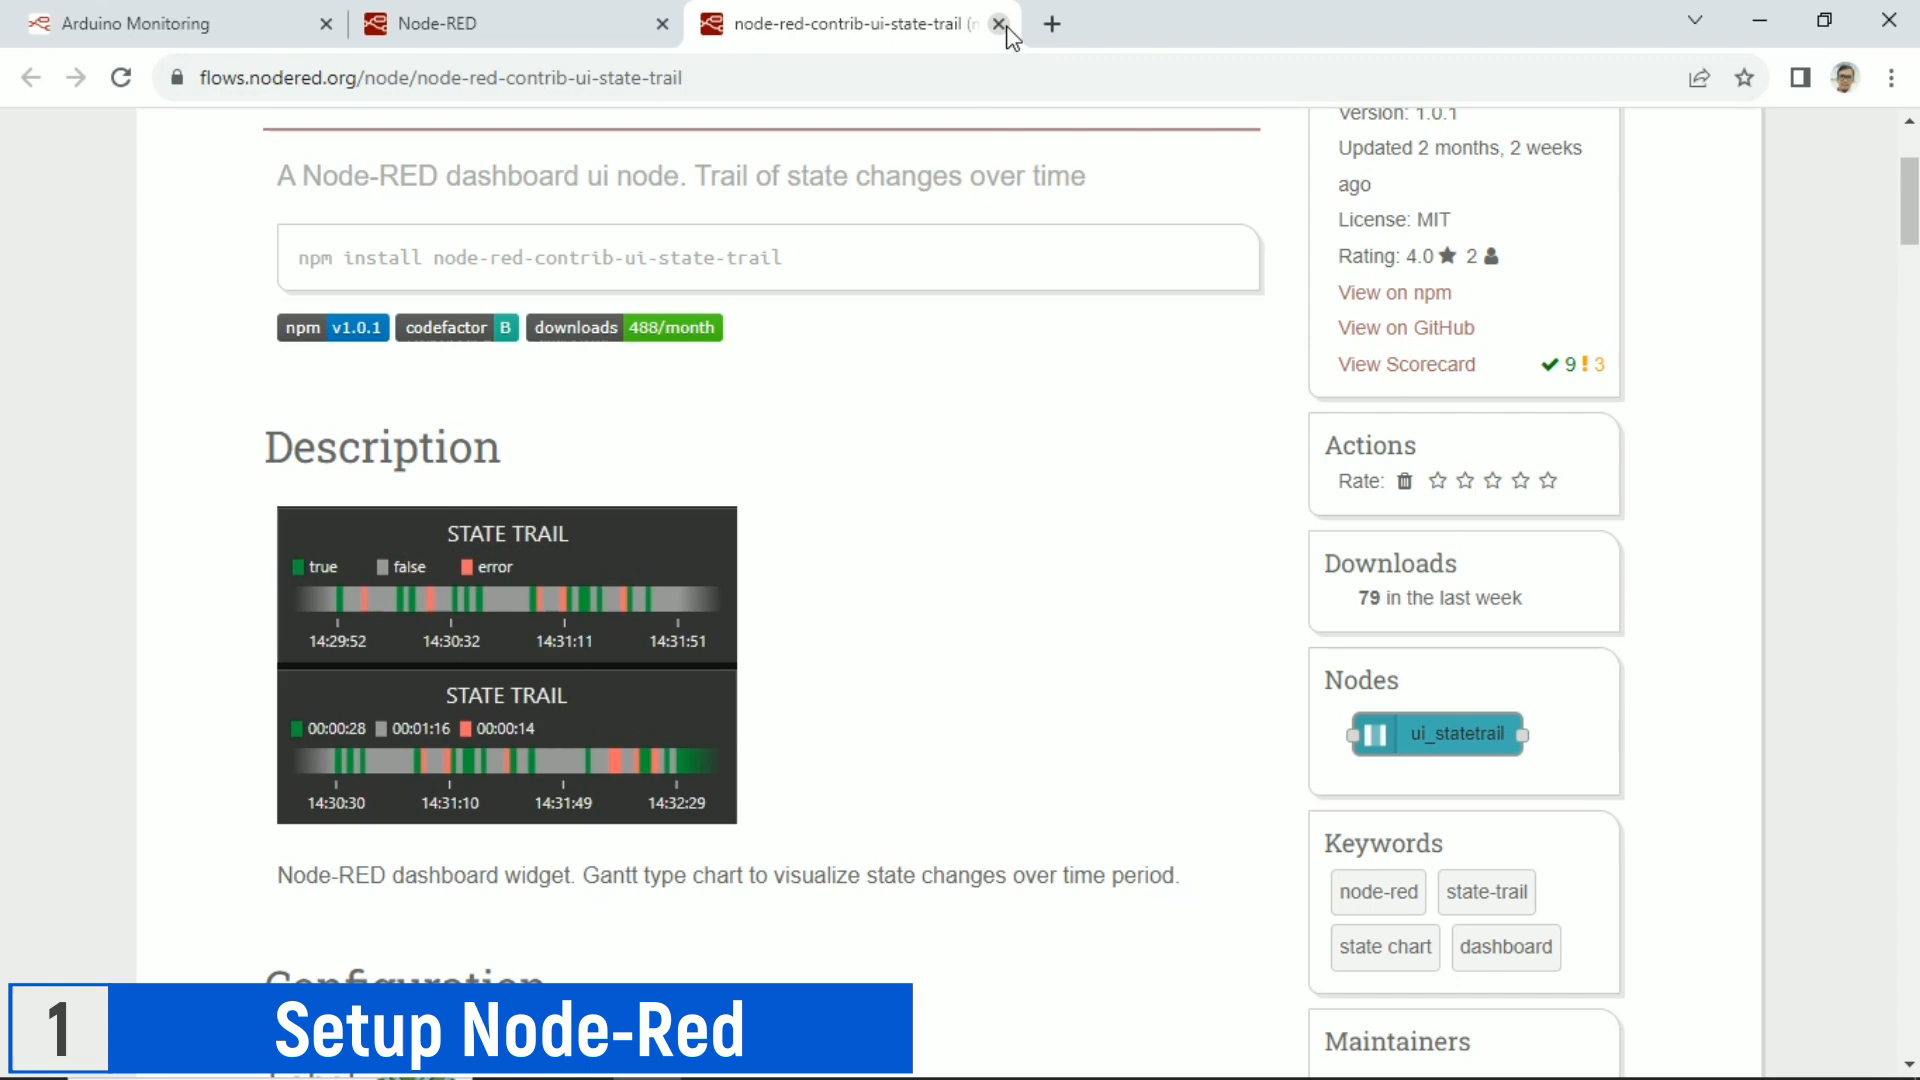 Arduino Monitoring
Node-RED
node-red-contrib-ui-state-trail (n
flows.nodered.org/node/node-red-contrib-ui-state-trail
A Node-RED dashboard ui node. Trail of state changes over time
npm install node-red-contrib-ui-state-trail
npm v1.0.1
codefactor B
downloads 488/month
Description
STATE TRAIL
true false error
14:29:52 14:30:32 14:31:11 14:31:51
STATE TRAIL
00:00:28 00:01:16 00:00:14
14:30:30 14:31:10 14:31:49 14:32:29
Node-RED dashboard widget. Gantt type chart to visualize state changes over time period.
Configuration
Version: 1.0.1
Updated 2 months, 2 weeks
ago
License: MIT
Rating: 4.0 2
View on npm
View on GitHub
View Scorecard 9 ! 3
Actions
Rate:
Downloads
79 in the last week
Nodes
ui_statetrail
Keywords
node-red state-trail
state chart dashboard
Maintainers
1 Setup Node-Red